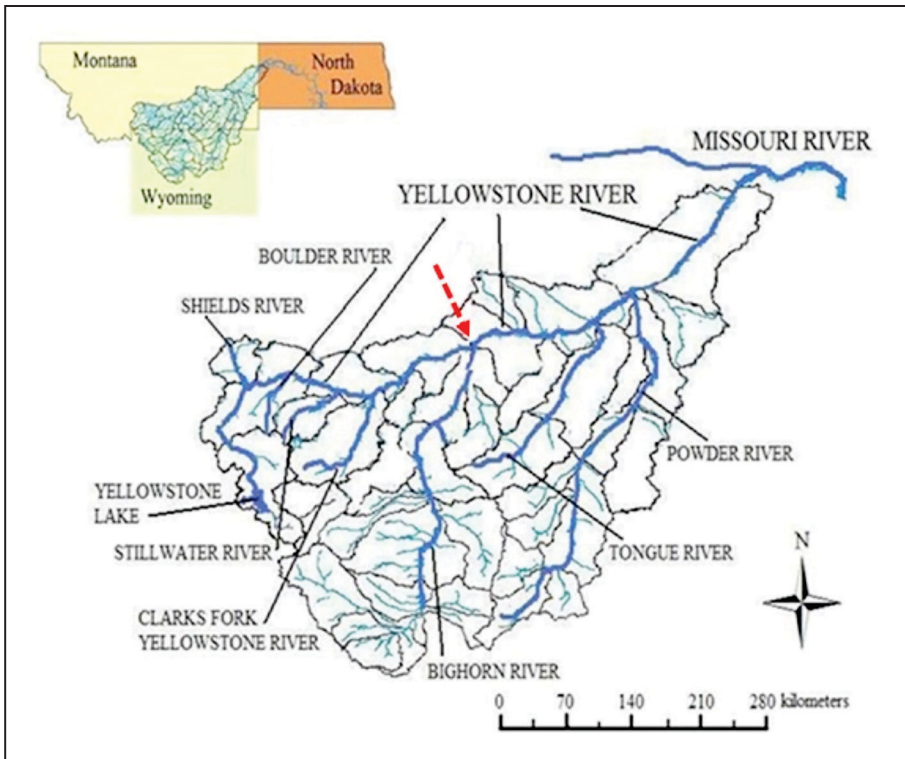 Montana
North
Dakota
Wyoming
MISSOURI RIVER
YELLOWSTONE RIVER
BOULDER RIVER
SHIELDS RIVER
POWDER RIVER
YELLOWSTONE
LAKE
STILLWATER RIVER
TONGUE RIVER
N
CLARKS FORK
YELLOWSTONE RIVER
BIGHORN RIVER
0 70 140 210 280 kilometers